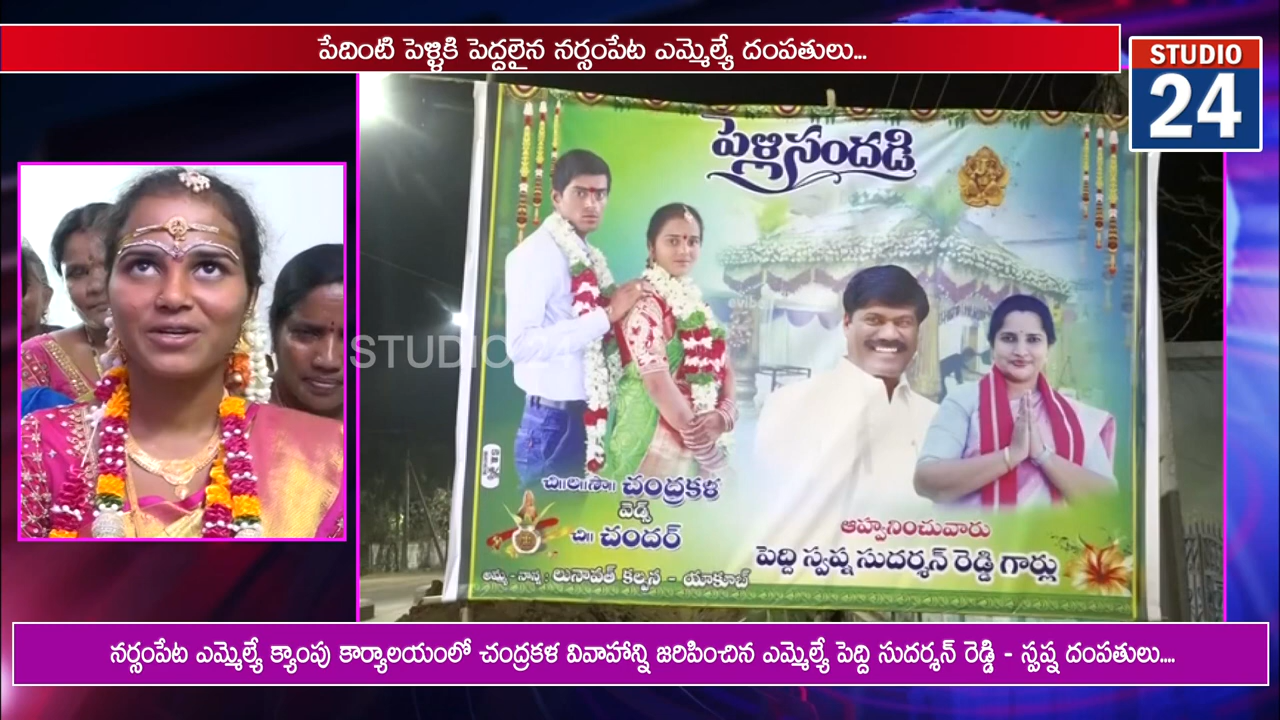 పేదింటి పెళ్ళికి పెద్దలైన నర్సంపేట ఎమ్మెల్యే దంపతులు...
STUDIO
24
పెళ్లిసందడి
STUDIO 24
చి॥ల॥సౌ॥ చంద్రకళ
వెడ్స్
చి॥ చందర్
అమ్మ - నాన్న : లునావత్ కల్పన - యాకూబ్
ఆహ్వనించువారు
పెద్ది స్వప్న సుదర్శన్ రెడ్డి గార్లు
నర్సంపేట ఎమ్మెల్యే క్యాంపు కార్యాలయంలో చంద్రకళ వివాహాన్ని జరిపించిన ఎమ్మెల్యే పెద్ది సుదర్శన్ రెడ్డి - స్వప్న దంపతులు....